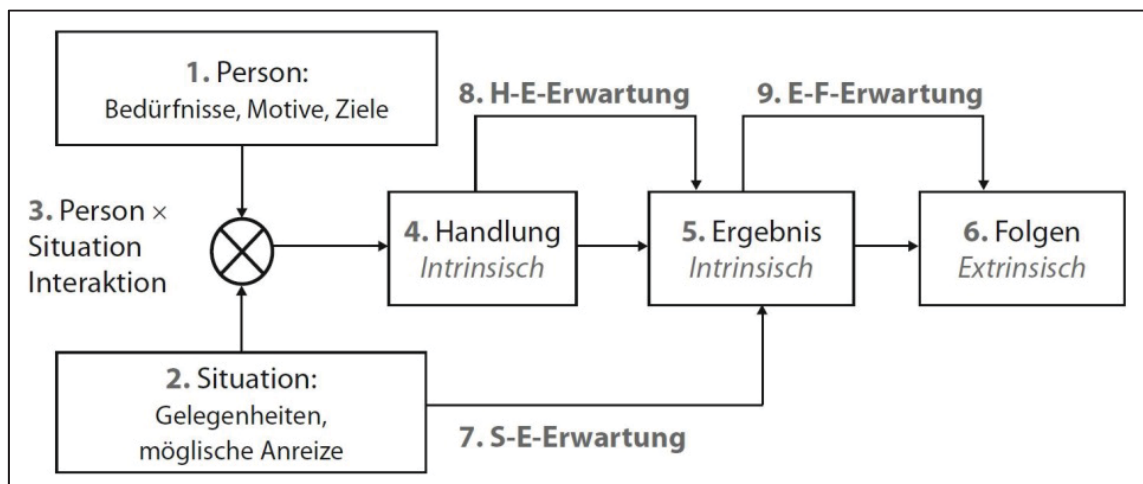 1. Person:
Bedürfnisse, Motive, Ziele
8. H-E-Erwartung
9. E-F-Erwartung
3. Person ×
Situation
Interaktion
4. Handlung
Intrinsisch
5. Ergebnis
Intrinsisch
6. Folgen
Extrinsisch
2. Situation:
Gelegenheiten,
möglische Anreize
7. S-E-Erwartung